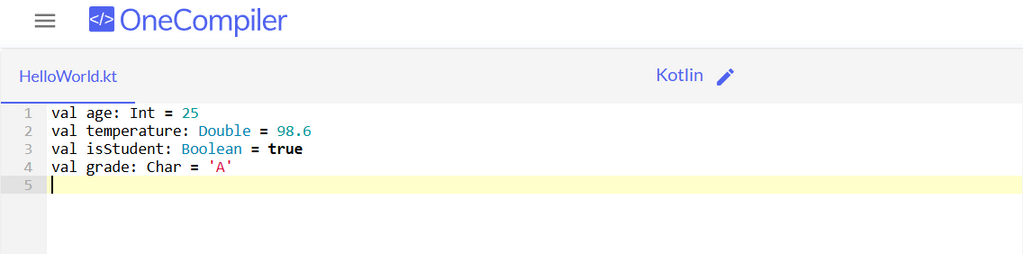 </> OneCompiler
HelloWorld.kt
Kotlin
1 val age: Int = 25
2 val temperature: Double = 98.6
3 val isStudent: Boolean = true
4 val grade: Char = 'A'
5